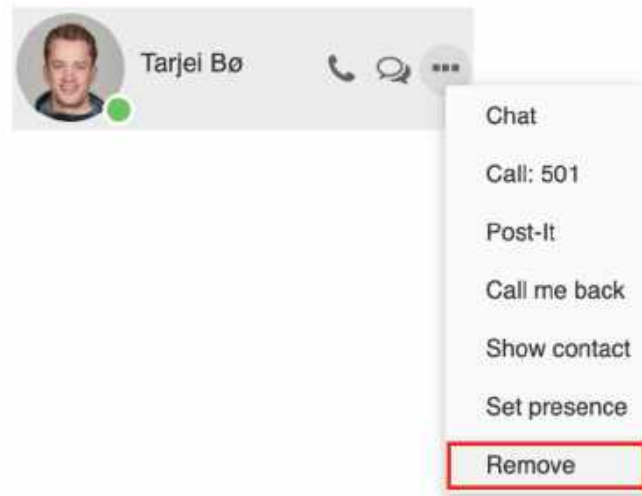 Tarjei Bø
Chat
Call: 501
Post-It
Call me back
Show contact
Set presence
Remove